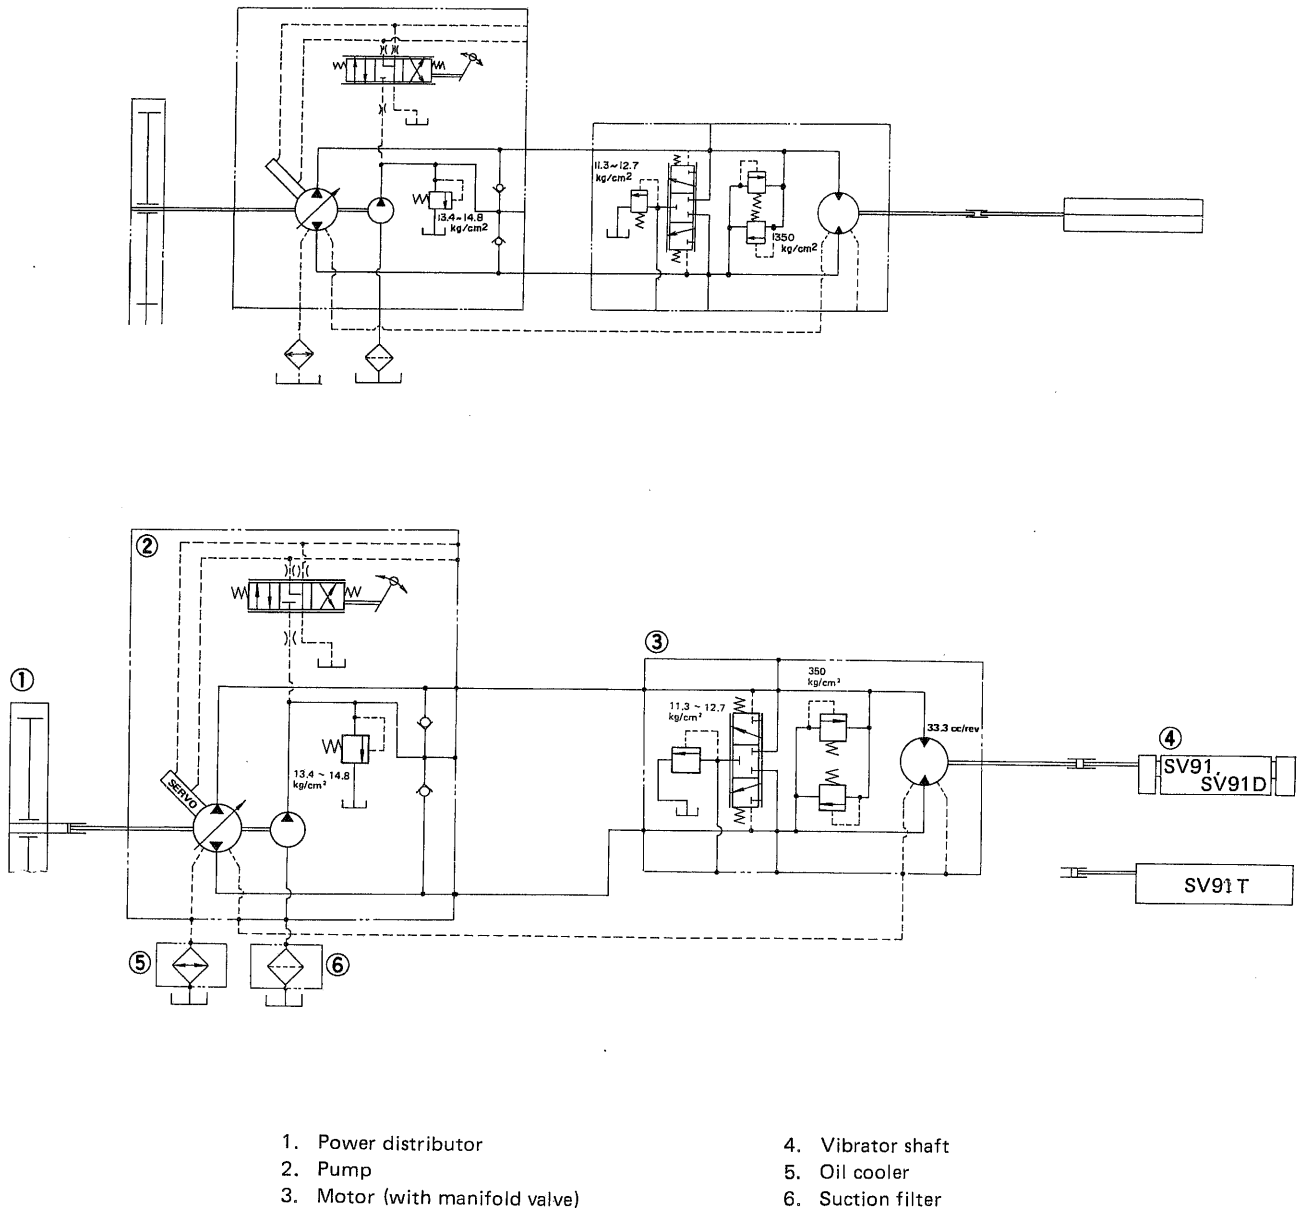 11.3~12.7
kg/cm2
13.4~14.8
kg/cm2
1350
kg/cm2
2
3
1
350
kg/cm²
11.3 ~ 12.7
kg/cm²
33.3 cc/rev
4
SV91,
SV91D
13.4 ~ 14.8
kg/cm²
SERVO
SV91T
5
6
1. Power distributor
2. Pump
3. Motor (with manifold valve)
4. Vibrator shaft
5. Oil cooler
6. Suction filter